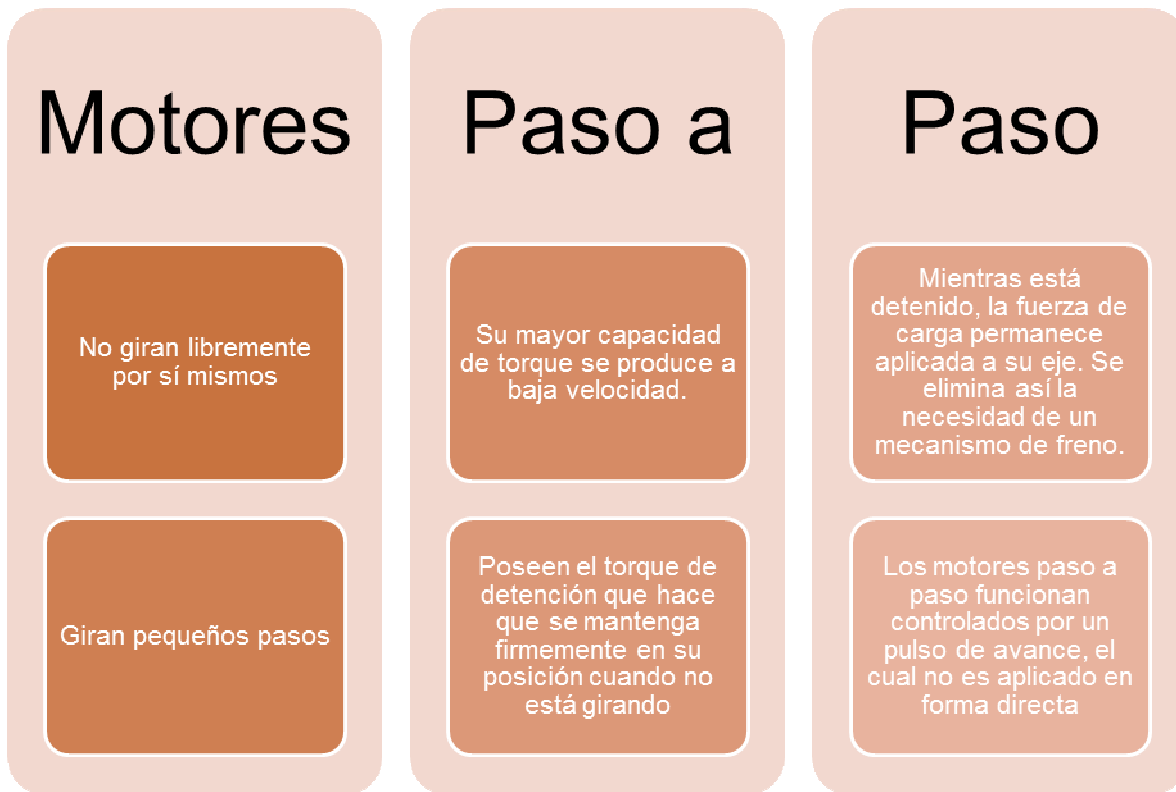 Motores
No giran libremente
por sí mismos
Giran pequeños pasos
Paso a
Su mayor capacidad
de torque se produce a
baja velocidad.
Poseen el torque de
detención que hace
que se mantenga
firmemente en su
posición cuando no
está girando
Paso
Mientras está
detenido, la fuerza de
carga permanece
aplicada a su eje. Se
elimina así la
necesidad de un
mecanismo de freno.
Los motores paso a
paso funcionan
controlados por un
pulso de avance, el
cual no es aplicado en
forma directa